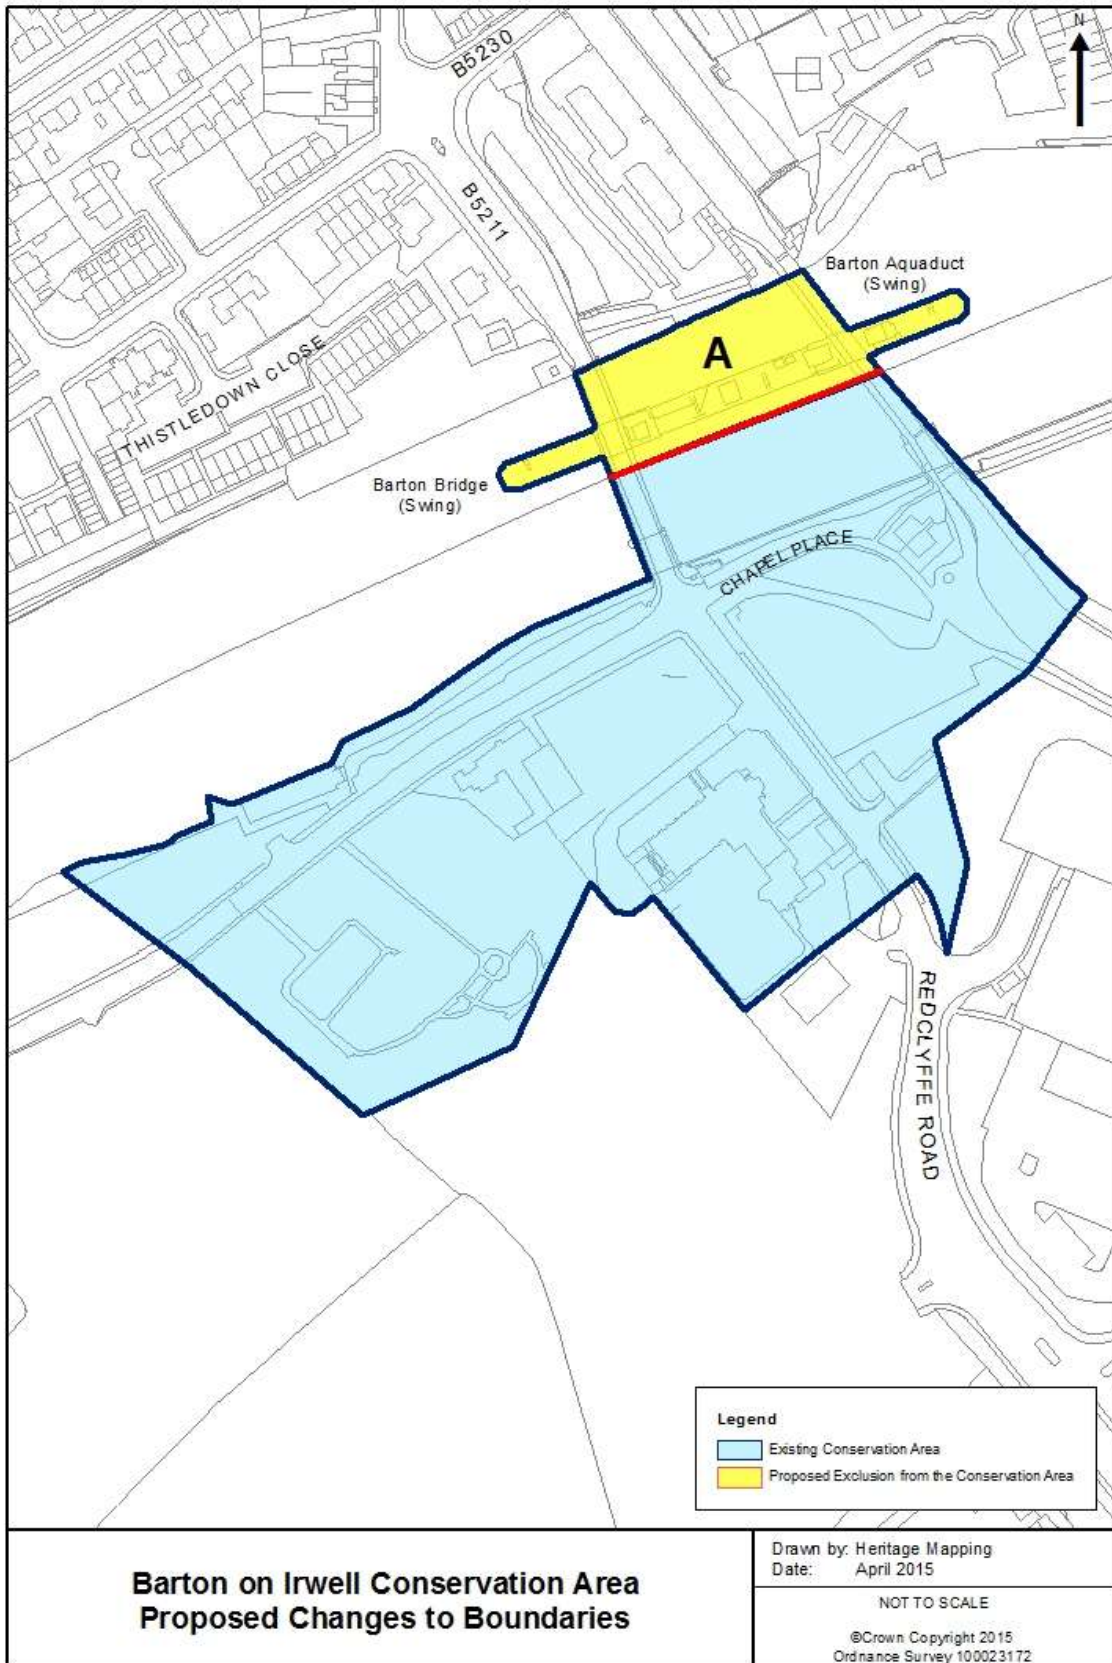 N
B5230
B5211
Barton Aquaduct
(Swing)
A
THISTLEDOWN CLOSE
Barton Bridge
(Swing)
CHAPEL PLACE
REDCLYFFE ROAD
Legend
Existing Conservation Area
Proposed Exclusion from the Conservation Area
Barton on Irwell Conservation Area
Proposed Changes to Boundaries
Drawn by: Heritage Mapping
Date: April 2015
NOT TO SCALE
©Crown Copyright 2015
Ordnance Survey 100023172